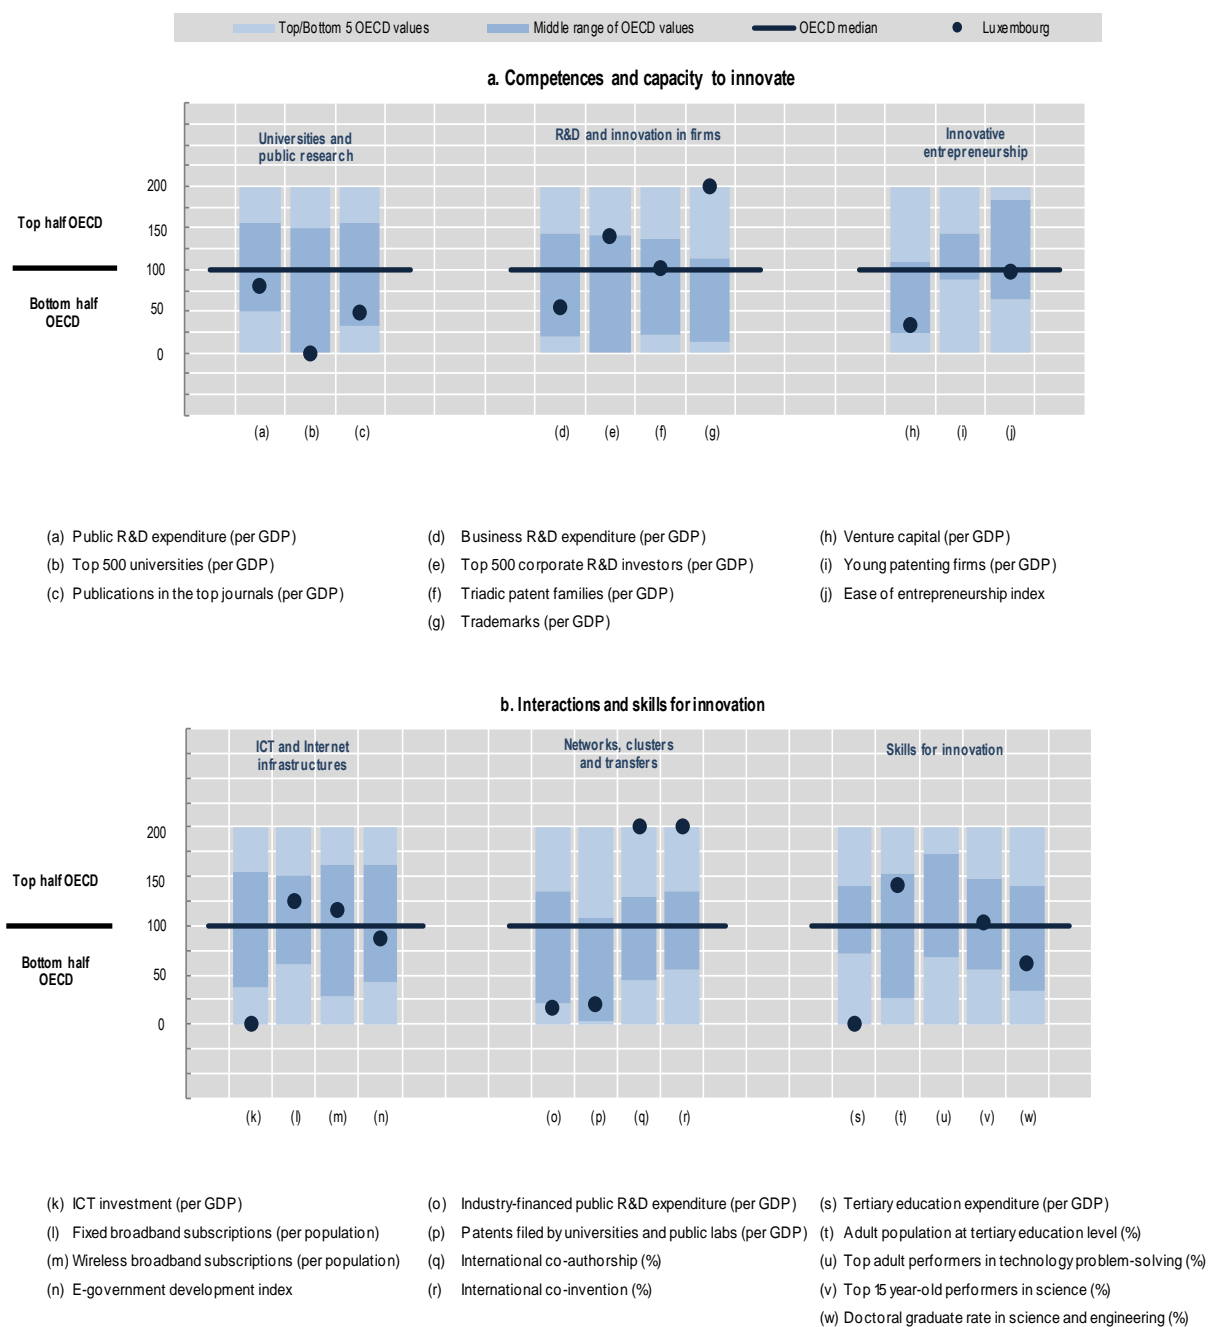 Top/Bottom 5 OECD values
Middle range of OECD values
OECD median
Luxembourg
a. Competences and capacity to innovate
Universities and
public research
R&D and innovation in firms
Innovative
entrepreneurship
200
150
100
50
0
Top half OECD
Bottom half
OECD
(a) (b) (c) (d) (e) (f) (g) (h) (i) (j)
(a) Public R&D expenditure (per GDP)
(b) Top 500 universities (per GDP)
(c) Publications in the top journals (per GDP)
(d) Business R&D expenditure (per GDP)
(e) Top 500 corporate R&D investors (per GDP)
(f) Triadic patent families (per GDP)
(g) Trademarks (per GDP)
(h) Venture capital (per GDP)
(i) Young patenting firms (per GDP)
(j) Ease of entrepreneurship index
b. Interactions and skills for innovation
ICT and Internet
infrastructures
Networks, clusters
and transfers
Skills for innovation
200
150
100
50
0
Top half OECD
Bottom half
OECD
(k) (l) (m) (n) (o) (p) (q) (r) (s) (t) (u) (v) (w)
(k) ICT investment (per GDP)
(l) Fixed broadband subscriptions (per population)
(m) Wireless broadband subscriptions (per population)
(n) E-government development index
(o) Industry-financed public R&D expenditure (per GDP)
(p) Patents filed by universities and public labs (per GDP)
(q) International co-authorship (%)
(r) International co-invention (%)
(s) Tertiary education expenditure (per GDP)
(t) Adult population at tertiary education level (%)
(u) Top adult performers in technology problem-solving (%)
(v) Top 15 year-old performers in science (%)
(w) Doctoral graduate rate in science and engineering (%)